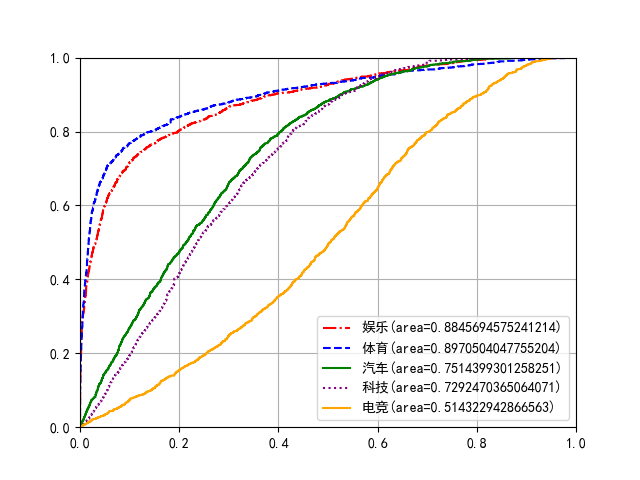 1.0
0.8
0.6
0.4
0.2
0.0
0.0 0.2 0.4 0.6 0.8 1.0
娱乐(area=0.8845694575241214)
体育(area=0.8970504047755204)
汽车(area=0.7514399301258251)
科技(area=0.7292470365064071)
电竞(area=0.514322942866563)